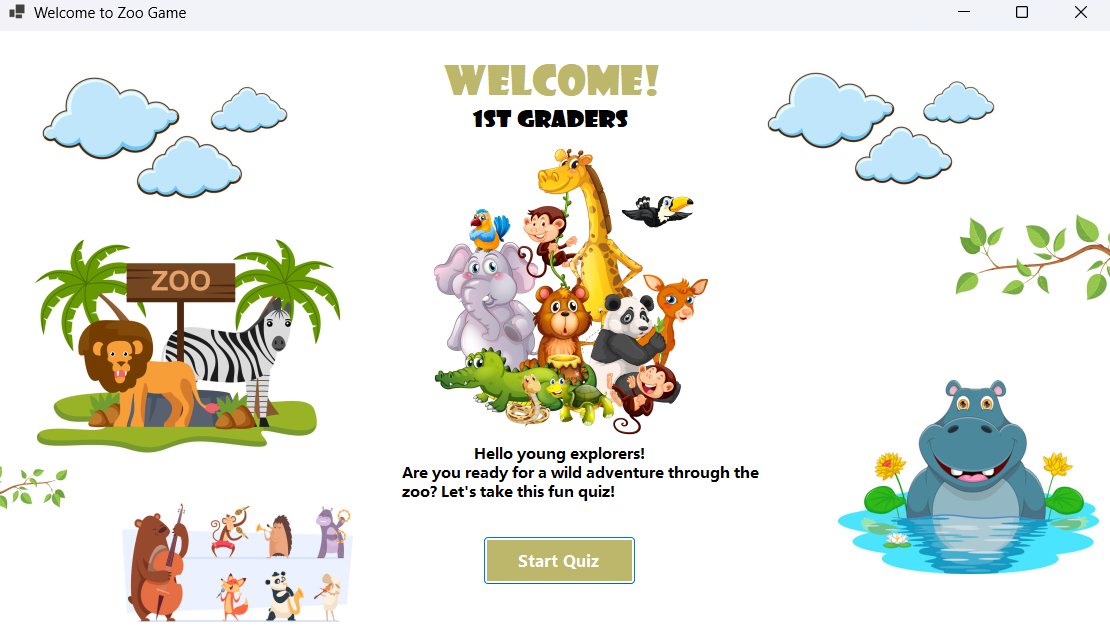 Welcome to Zoo Game
WELCOME!
1ST GRADERS
ZOO
Hello young explorers!
Are you ready for a wild adventure through the
zoo? Let's take this fun quiz!
Start Quiz